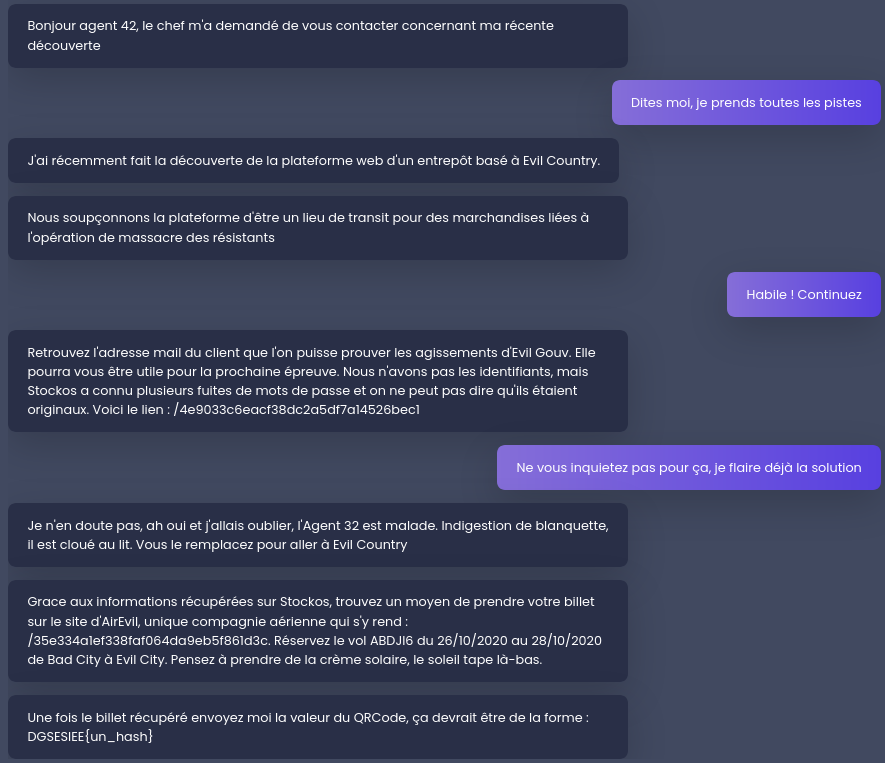 Bonjour agent 42, le chef m'a demandé de vous contacter concernant ma récente
découverte
Dites moi, je prends toutes les pistes
J'ai récemment fait la découverte de la plateforme web d'un entrepôt basé à Evil Country.
Nous soupçonnons la plateforme d'être un lieu de transit pour des marchandises liées à
l'opération de massacre des résistants
Habile ! Continuez
Retrouvez l'adresse mail du client que l'on puisse prouver les agissements d'Evil Gouv. Elle
pourra vous être utile pour la prochaine épreuve. Nous n'avons pas les identifiants, mais
Stockos a connu plusieurs fuites de mots de passe et on ne peut pas dire qu'ils étaient
originaux. Voici le lien : /4e9033c6eacf38dc2a5df7a14526bec1
Ne vous inquietez pas pour ça, je flaire déjà la solution
Je n'en doute pas, ah oui et j'allais oublier, l'Agent 32 est malade. Indigestion de blanquette,
il est cloué au lit. Vous le remplacez pour aller à Evil Country
Grace aux informations récupérées sur Stockos, trouvez un moyen de prendre votre billet
sur le site d'AirEvil, unique compagnie aérienne qui s'y rend :
/35e334a1ef338faf064da9eb5f861d3c. Réservez le vol ABDJI6 du 26/10/2020 au 28/10/2020
de Bad City à Evil City. Pensez à prendre de la crème solaire, le soleil tape là-bas.
Une fois le billet récupéré envoyez moi la valeur du QRCode, ça devrait être de la forme :
DGSESIEE{un_hash}